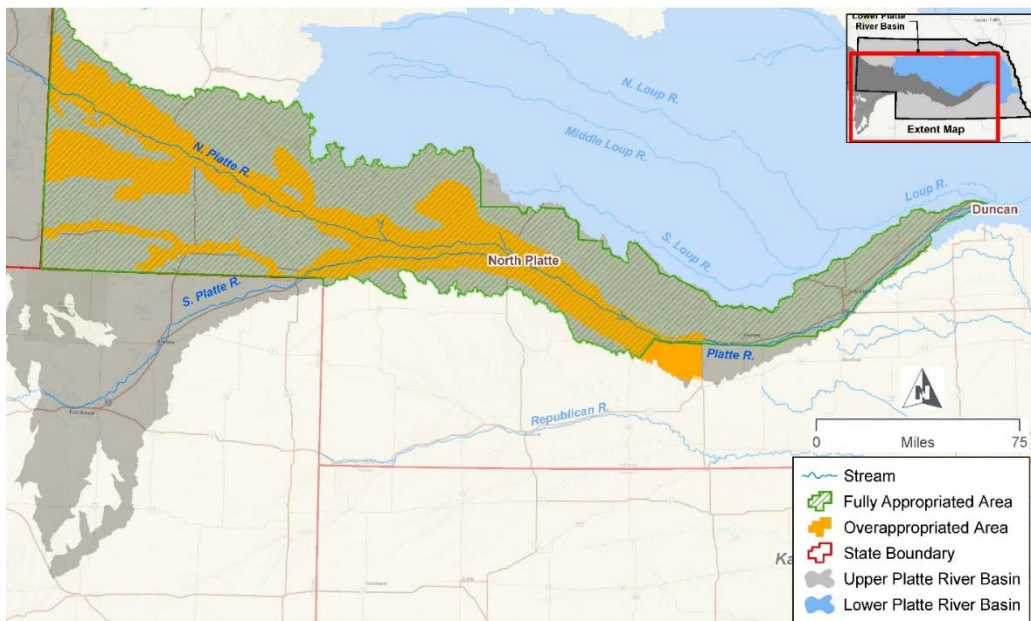 Lower Platte
River Basin
Extent Map
N. Loup R.
Middle Loup R.
Loup R.
N. Platte R.
Duncan
S. Loup R.
North Platte
S. Platte R.
Platte R.
N
Republican R.
0
75
Miles
Stream
Fully Appropriated Area
Overappropriated Area
State Boundary
Ka
Upper Platte River Basin
Lower Platte River Basin